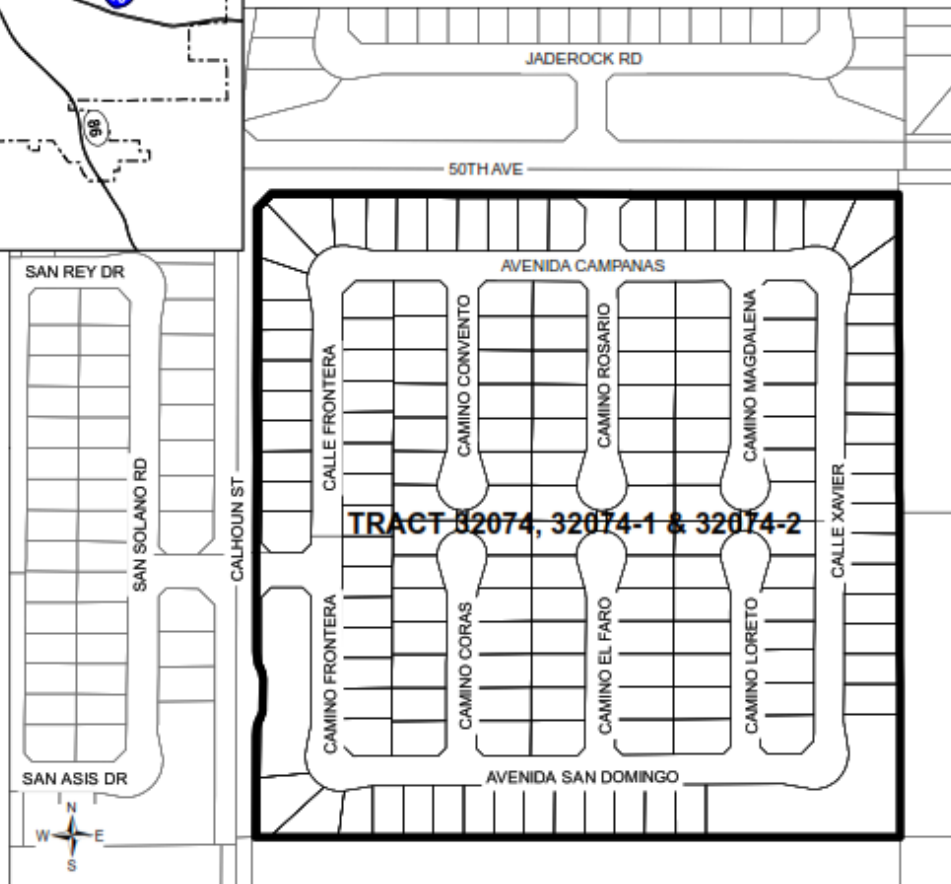 86
JADEROCK RD
50TH AVE
SAN REY DR
AVENIDA CAMPANAS
CAMINO CONVENTO
CAMINO ROSARIO
CAMINO MAGDALENA
CALLE FRONTERA
SAN SOLANO RD
CALHOUN ST
CALLE XAVIER
TRACT 32074, 32074-1 & 32074-2
CAMINO FRONTERA
CAMINO CORAS
CAMINO EL FARO
CAMINO LORETO
SAN ASIS DR
AVENIDA SAN DOMINGO
N
W E
S